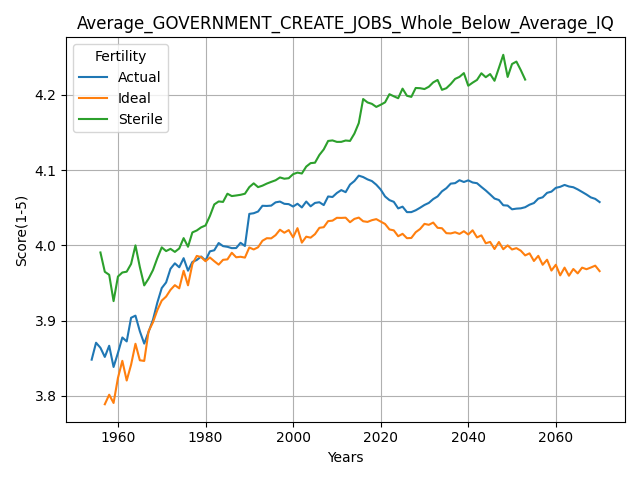 Average_GOVERNMENT_CREATE_JOBS_Whole_Below_Average_IQ
Fertility
Actual
Ideal
Sterile
Score(1-5)
4.2
4.1
4.0
3.9
3.8
1960 1980 2000 2020 2040 2060
Years